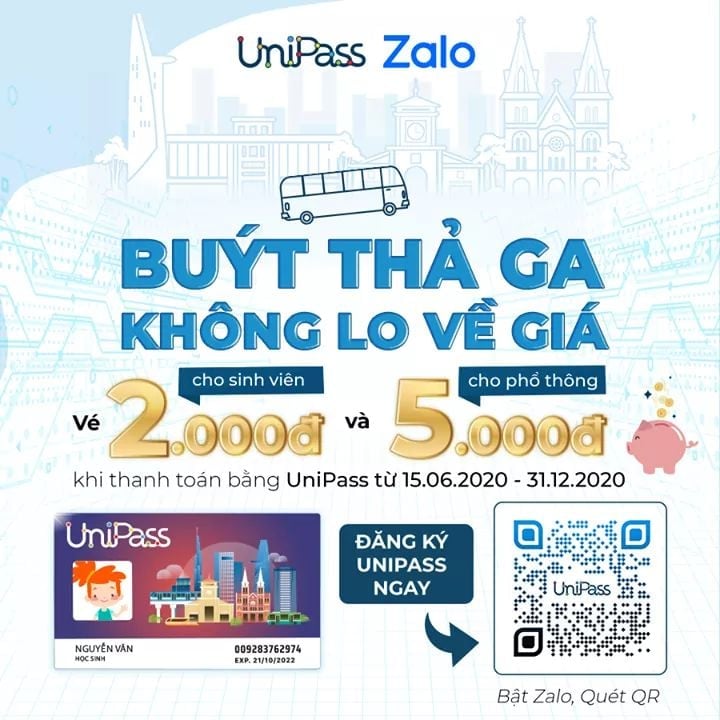 UniPass Zalo
BUÝT THẢ GA
KHÔNG LO VỀ GIÁ
cho sinh viên
cho phổ thông
Vé 2.000đ và 5.000đ
khi thanh toán bằng UniPass từ 15.06.2020 - 31.12.2020
UniPass
NGUYỄN VÂN
HỌC SINH
009283762974
EXP. 21/10/2022
ĐĂNG KÝ
UNIPASS
NGAY
UniPass
Bật Zalo, Quét QR